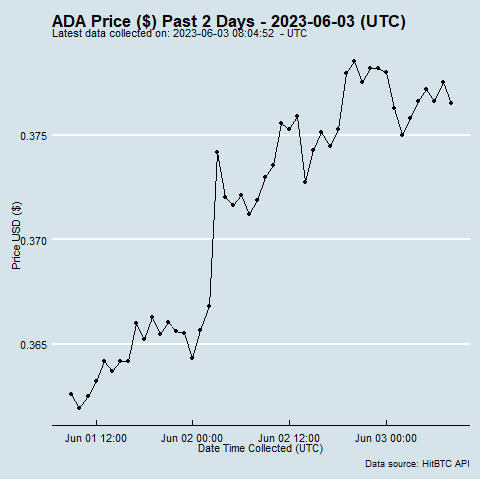 ADA Price ($) Past 2 Days - 2023-06-03 (UTC)
Latest data collected on: 2023-06-03 08:04:52  - UTC
0.375
0.370
0.365
Price USD ($)
Jun 01 12:00
Jun 02 00:00
Jun 02 12:00
Jun 03 00:00
Date Time Collected (UTC)
Data source: HitBTC API